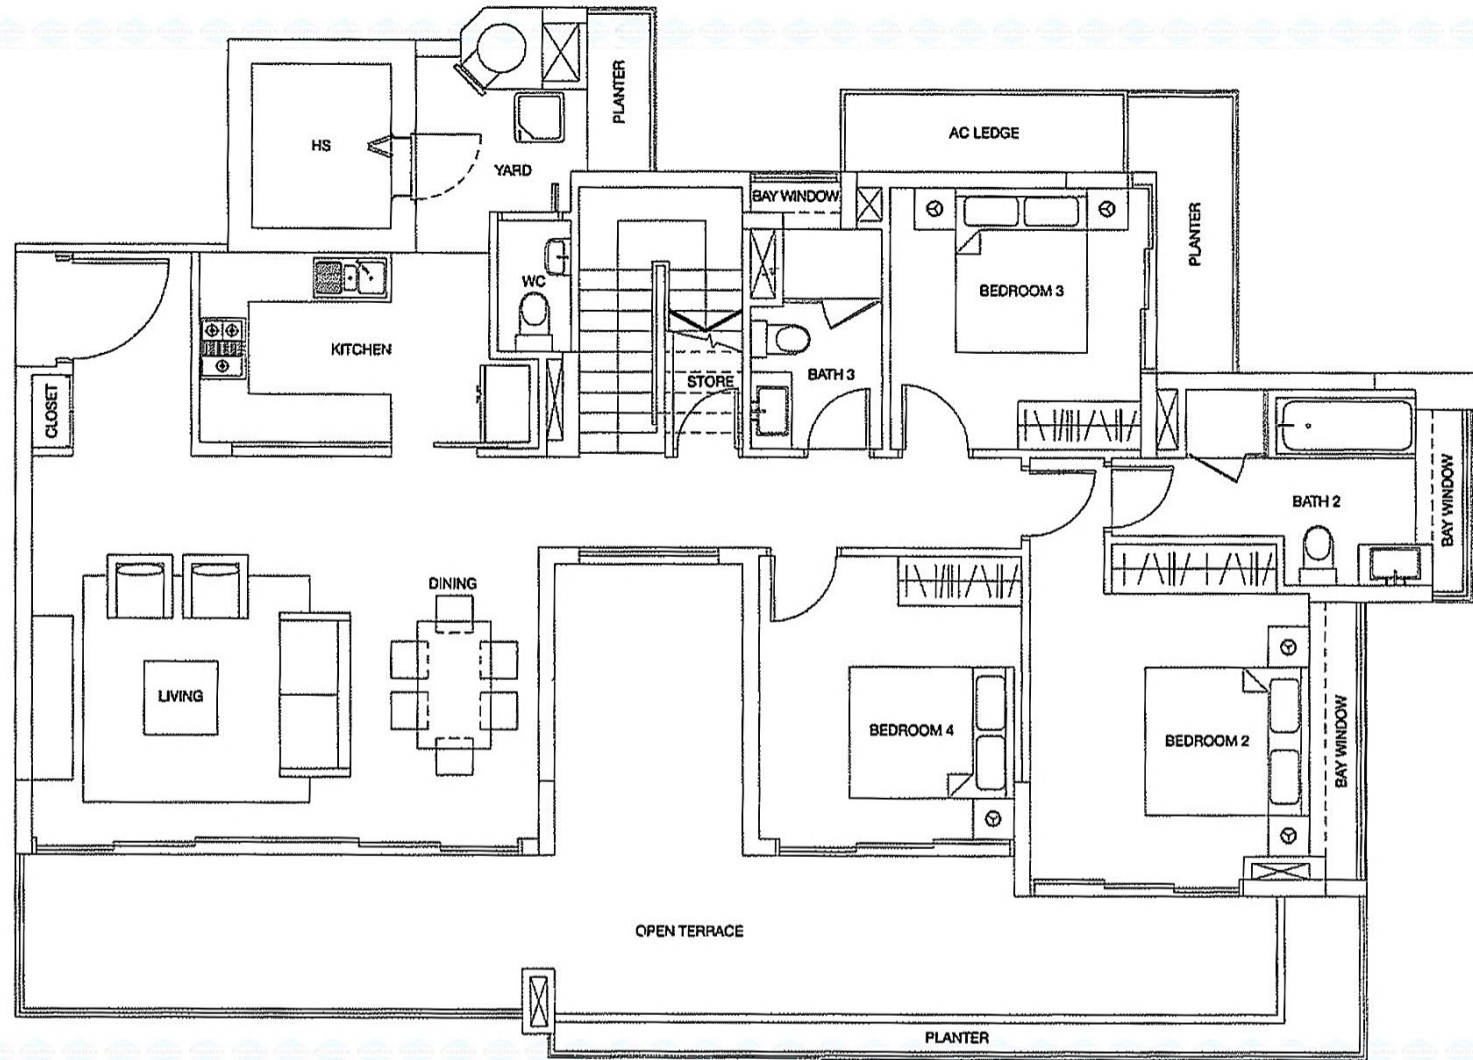 PLANTER
AC LEDGE
HS
YARD
BAY WINDOW
PLANTER
WC
BEDROOM 3
KITCHEN
STORE
BATH 3
CLOSET
BATH 2
BAY WINDOW
DINING
LIVING
BEDROOM 4
BEDROOM 2
BAY WINDOW
OPEN TERRACE
PLANTER